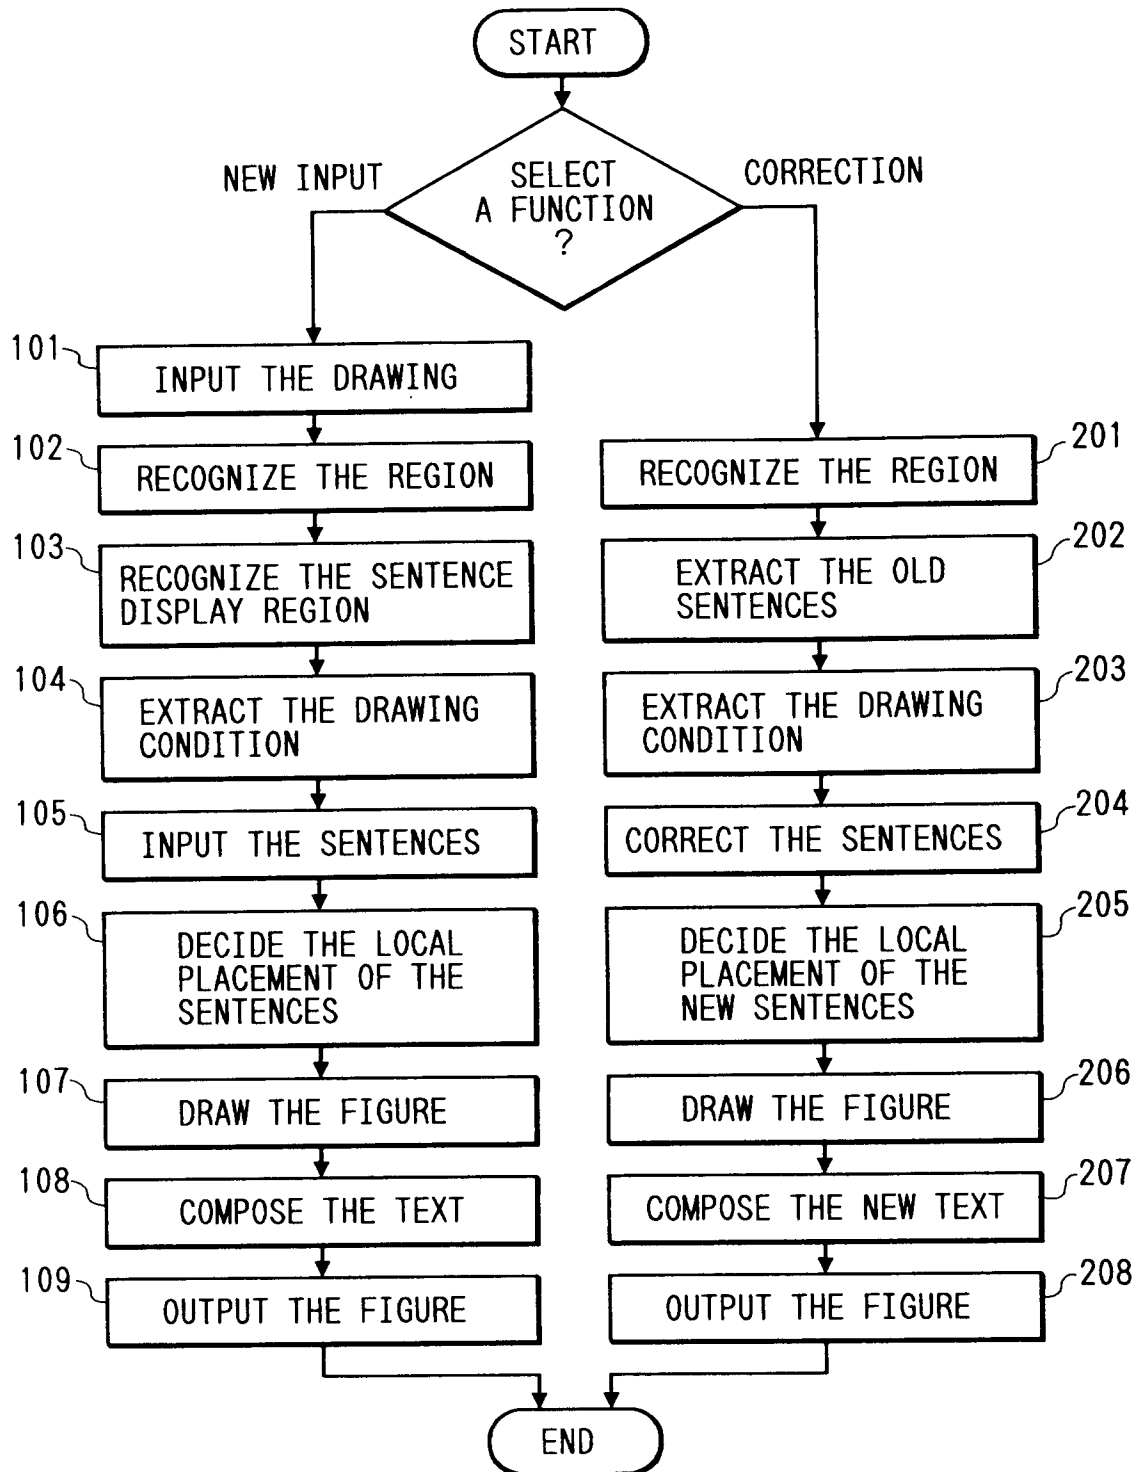 START
SELECT
A FUNCTION
?
NEW INPUT
CORRECTION
101
INPUT THE DRAWING
102
RECOGNIZE THE REGION
103
RECOGNIZE THE SENTENCE
DISPLAY REGION
104
EXTRACT THE DRAWING
CONDITION
105
INPUT THE SENTENCES
106
DECIDE THE LOCAL
PLACEMENT OF THE
SENTENCES
107
DRAW THE FIGURE
108
COMPOSE THE TEXT
109
OUTPUT THE FIGURE
201
RECOGNIZE THE REGION
202
EXTRACT THE OLD
SENTENCES
203
EXTRACT THE DRAWING
CONDITION
204
CORRECT THE SENTENCES
205
DECIDE THE LOCAL
PLACEMENT OF THE
NEW SENTENCES
206
DRAW THE FIGURE
207
COMPOSE THE NEW TEXT
208
OUTPUT THE FIGURE
END